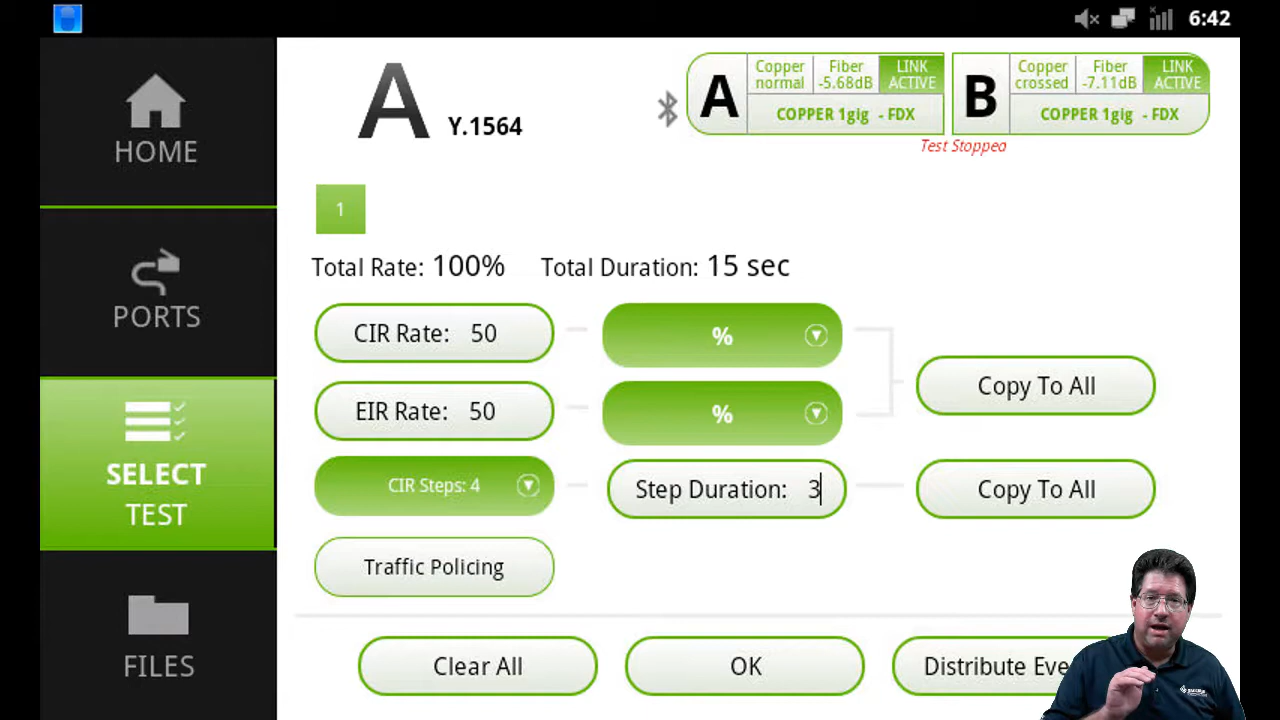 6:42
HOME
PORTS
SELECT
TEST
FILES
A Y.1564
A
Copper
normal
Fiber
-5.68dB
LINK
ACTIVE
COPPER 1gig - FDX
B
Copper
crossed
Fiber
-7.11dB
LINK
ACTIVE
COPPER 1gig - FDX
Test Stopped
1
Total Rate: 100% Total Duration: 15 sec
CIR Rate: 50 %
EIR Rate: 50 %
Copy To All
CIR Steps: 4 Step Duration: 3 Copy To All
Traffic Policing
Clear All OK Distribute Eve